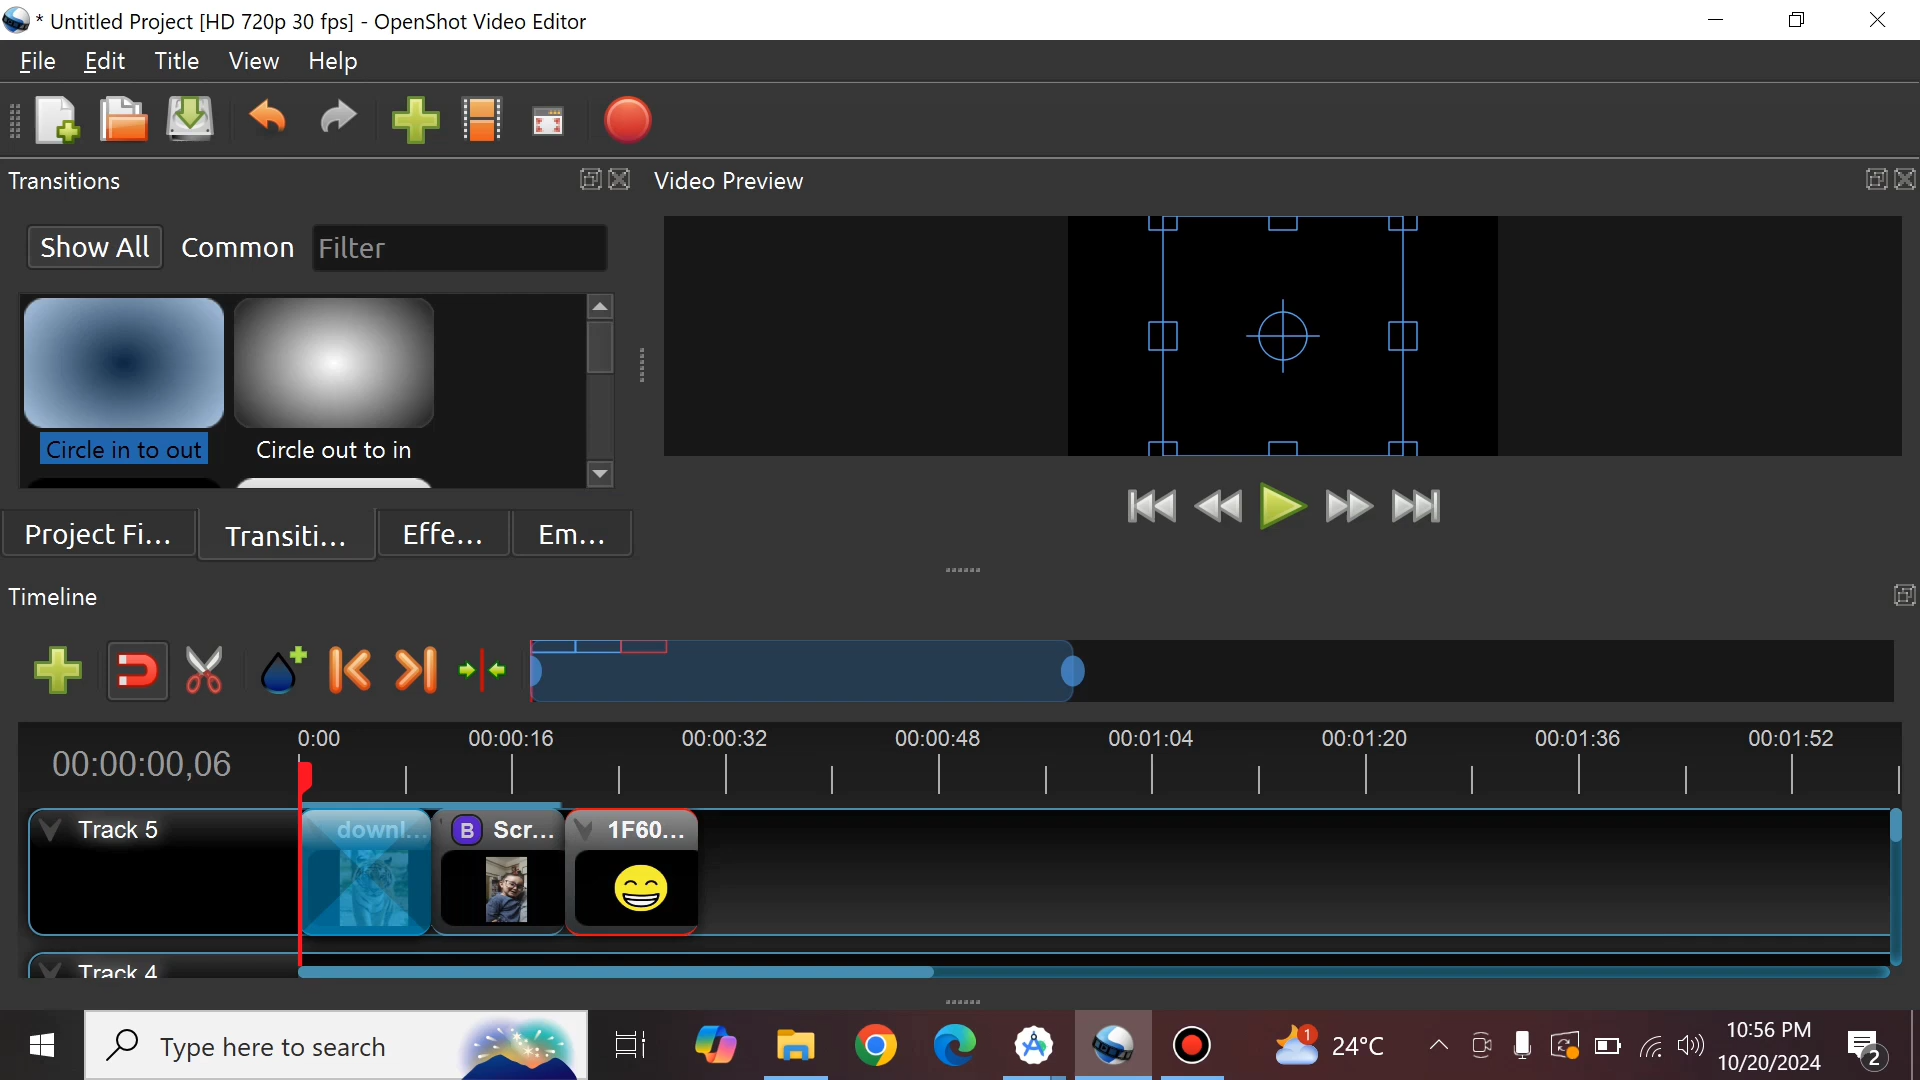 * Untitled Project [HD 720p 30 fps] - OpenShot Video Editor
File Edit Title View Help
Transitions
Video Preview
Show All Common Filter
Circle in to out Circle out to in
Project Fi... Transiti... Effe... Em...
Timeline
0:00 00:00:16 00:00:32 00:00:48 00:01:04 00:01:20 00:01:36 00:01:52
00:00:00,06
Track 5 downl... B Scr... 1F60...
Track 4
Type here to search
1 24°C
10:56 PM
10/20/2024
2